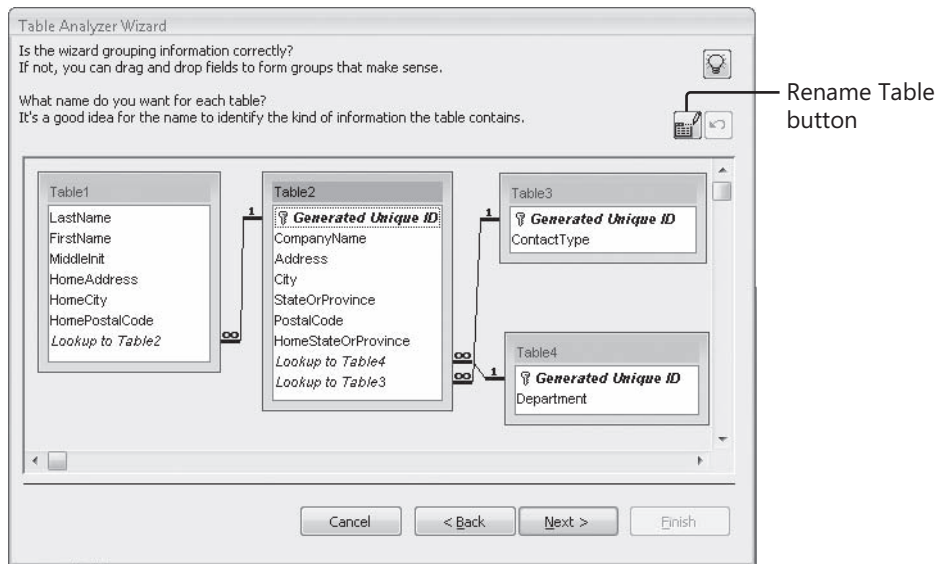 Table Analyzer Wizard
Is the wizard grouping information correctly?
If not, you can drag and drop fields to form groups that make sense.
What name do you want for each table?
It's a good idea for the name to identify the kind of information the table contains.
Rename Table
button
Table1
LastName
FirstName
MiddleInit
HomeAddress
HomeCity
HomePostalCode
Lookup to Table2
1
∞
Table2
Generated Unique ID
CompanyName
Address
City
StateOrProvince
PostalCode
HomeStateOrProvince
Lookup to Table4
Lookup to Table3
∞
∞
1
1
Table3
Generated Unique ID
ContactType
Table4
Generated Unique ID
Department
Cancel
< Back
Next >
Finish